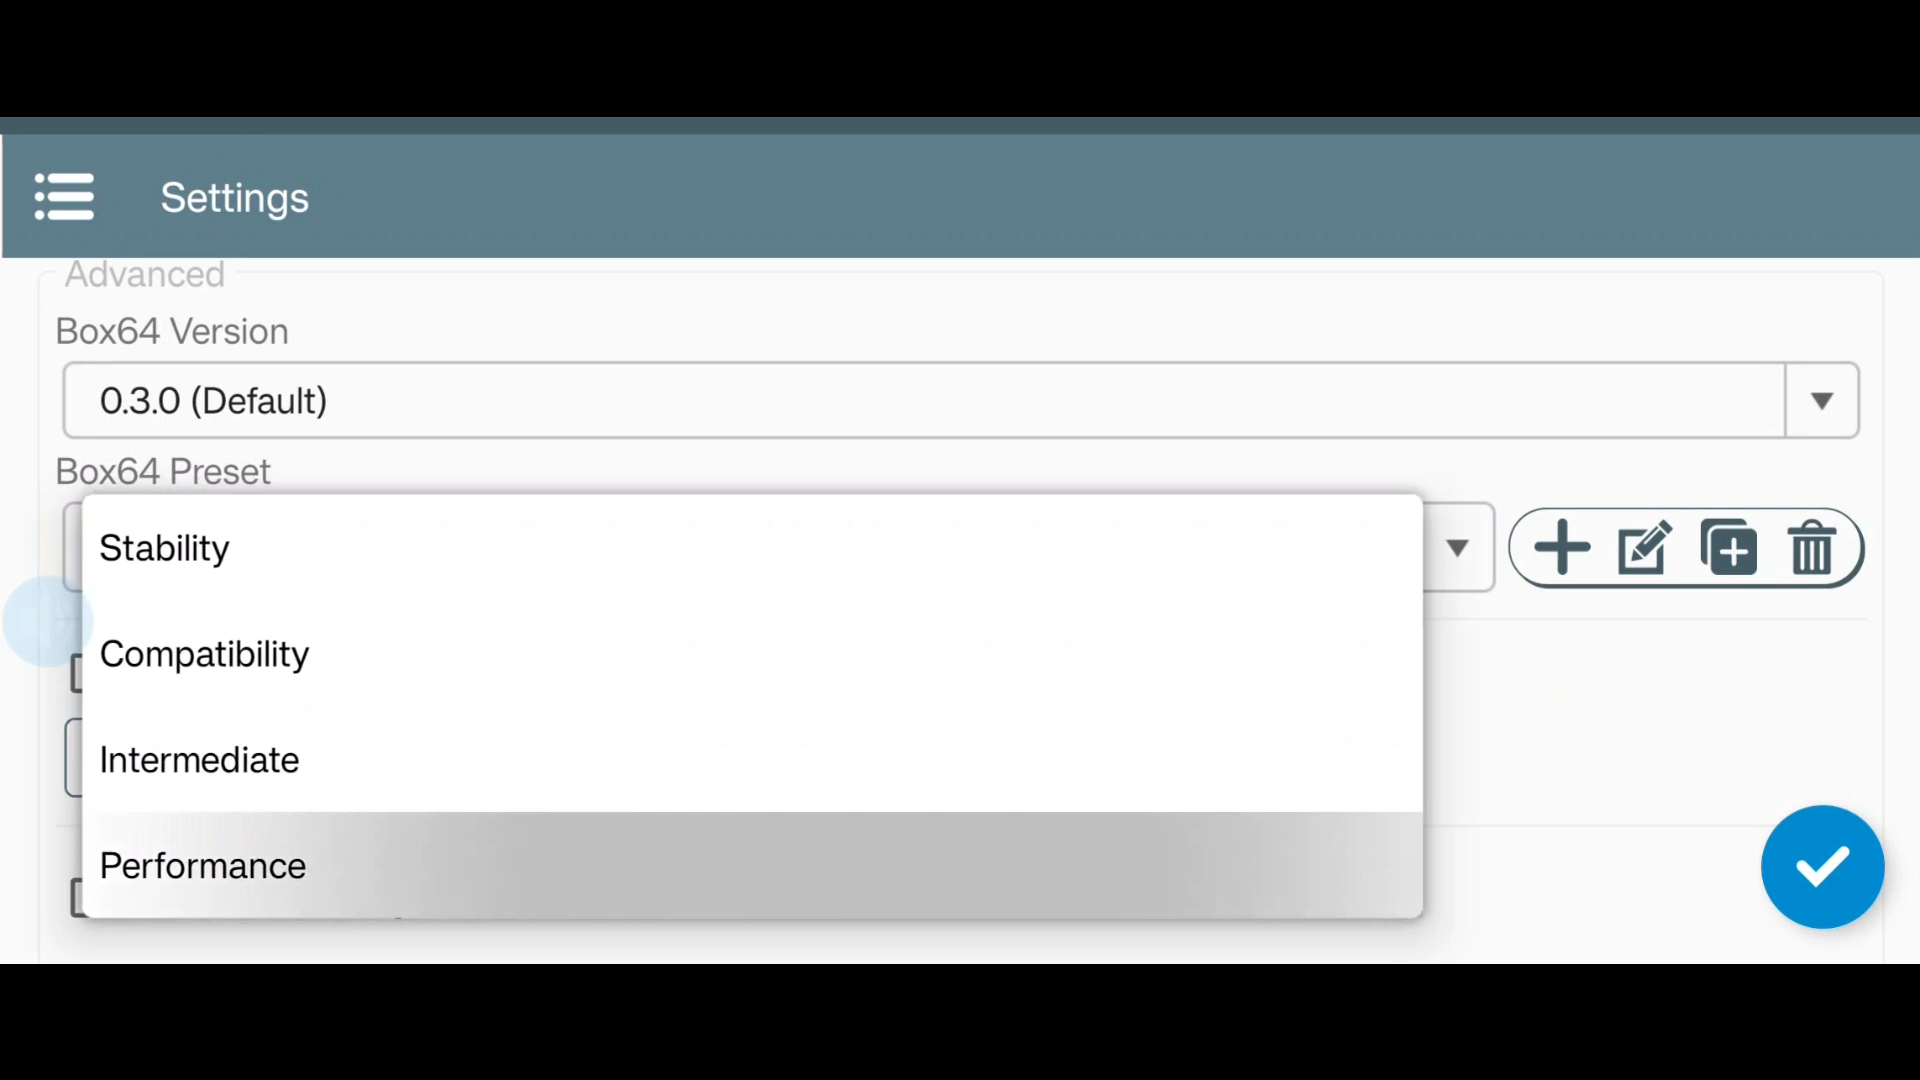 Settings
Advanced
Box64 Version
0.3.0 (Default)
Box64 Preset
Stability
Compatibility
Intermediate
Performance